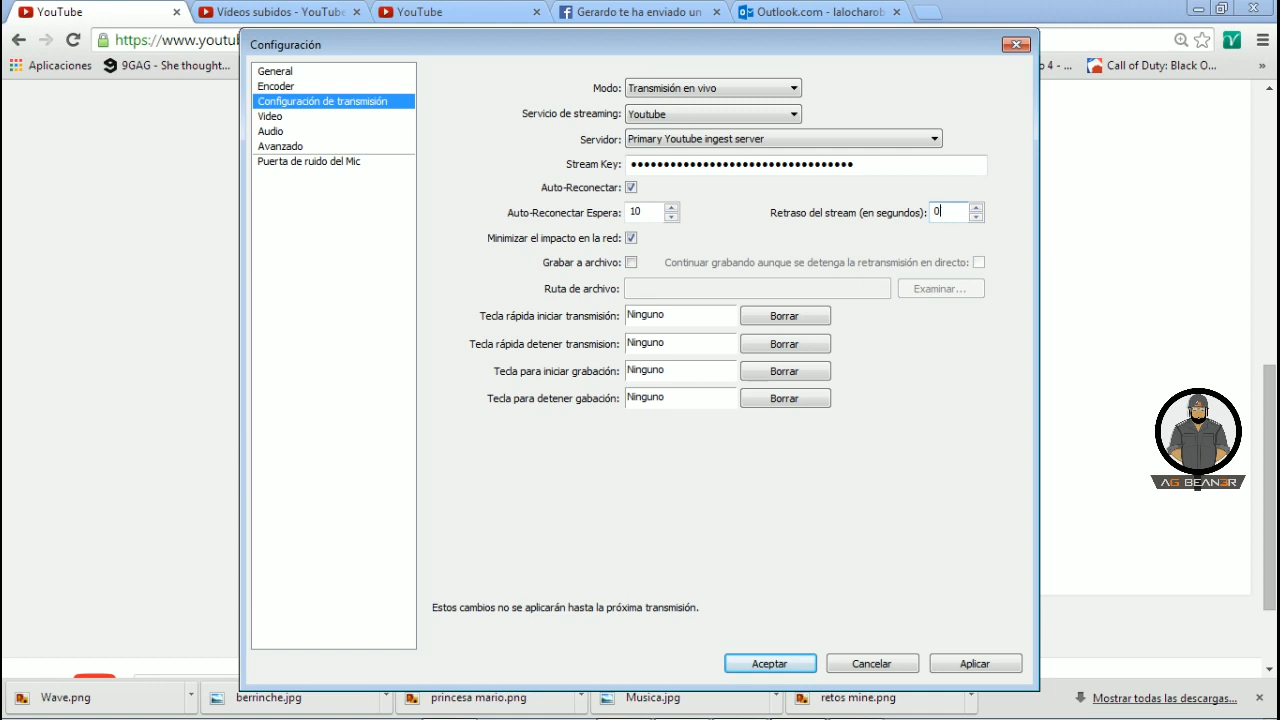 YouTube
Vídeos subidos - YouTube
YouTube
Gerardo te ha enviado un
Outlook.com - lalocharob
https://www.youtu
Aplicaciones
9GAG - She thought...
o 4 - ...
Call of Duty: Black O...
»
Configuración
General
Encoder
Configuración de transmisión
Video
Audio
Avanzado
Puerta de ruido del Mic
Modo: Transmisión en vivo
Servicio de streaming: Youtube
Servidor: Primary Youtube ingest server
Stream Key: ••••••••••••••••••••••••••••••••••
Auto-Reconectar:
Auto-Reconectar Espera: 10 Retraso del stream (en segundos): 0
Minimizar el impacto en la red:
Grabar a archivo: Continuar grabando aunque se detenga la retransmisión en directo:
Ruta de archivo: Examinar...
Tecla rápida iniciar transmisión: Ninguno Borrar
Tecla rápida detener transmision: Ninguno Borrar
Tecla para iniciar grabación: Ninguno Borrar
Tecla para detener gabación: Ninguno Borrar
AG BEAN3R
Estos cambios no se aplicarán hasta la próxima transmisión.
Aceptar Cancelar Aplicar
Wave.png
berrinche.jpg
princesa mario.png
Musica.jpg
retos mine.png
Mostrar todas las descargas...